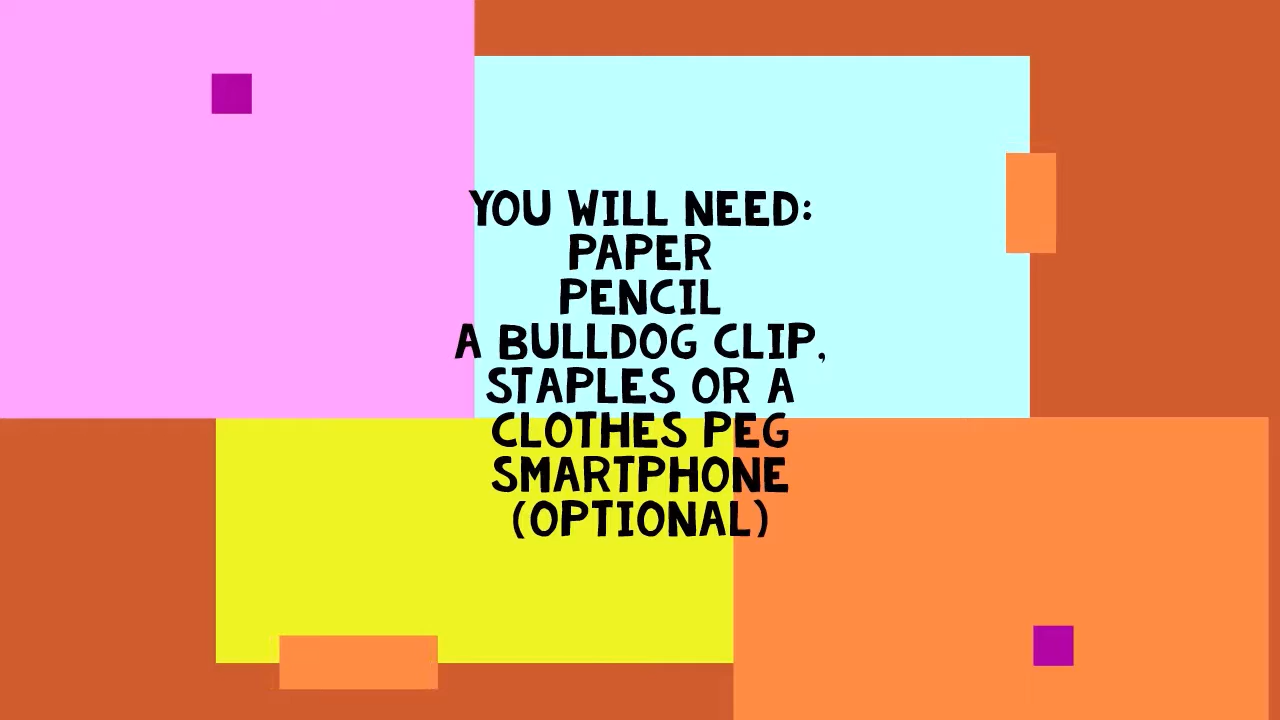 YOU WILL NEED:
PAPER
PENCIL
A BULLDOG CLIP,
STAPLES OR A
CLOTHES PEG
SMARTPHONE
(OPTIONAL)